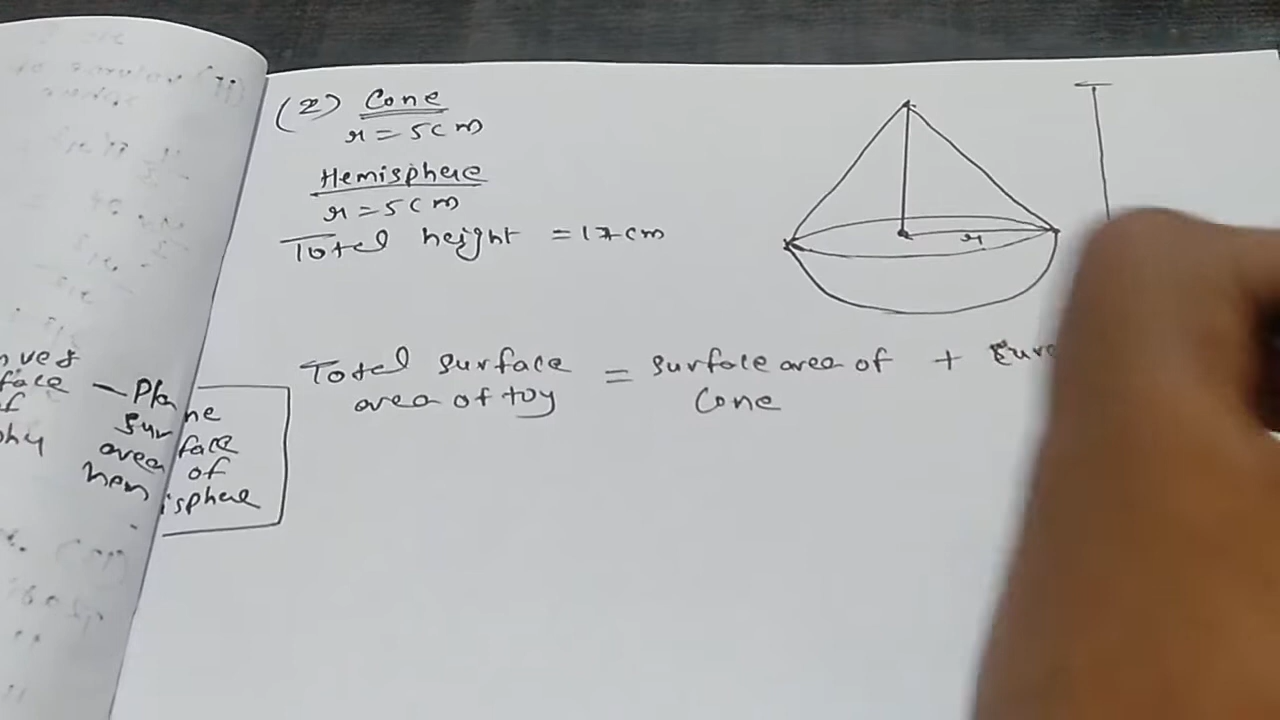 (2) Cone
r = 5cm
Hemisphere
r = 5cm
Total height = 17cm
r
Total surface area of toy = surface area of cone +
Plane
surface
area of
hemisphere